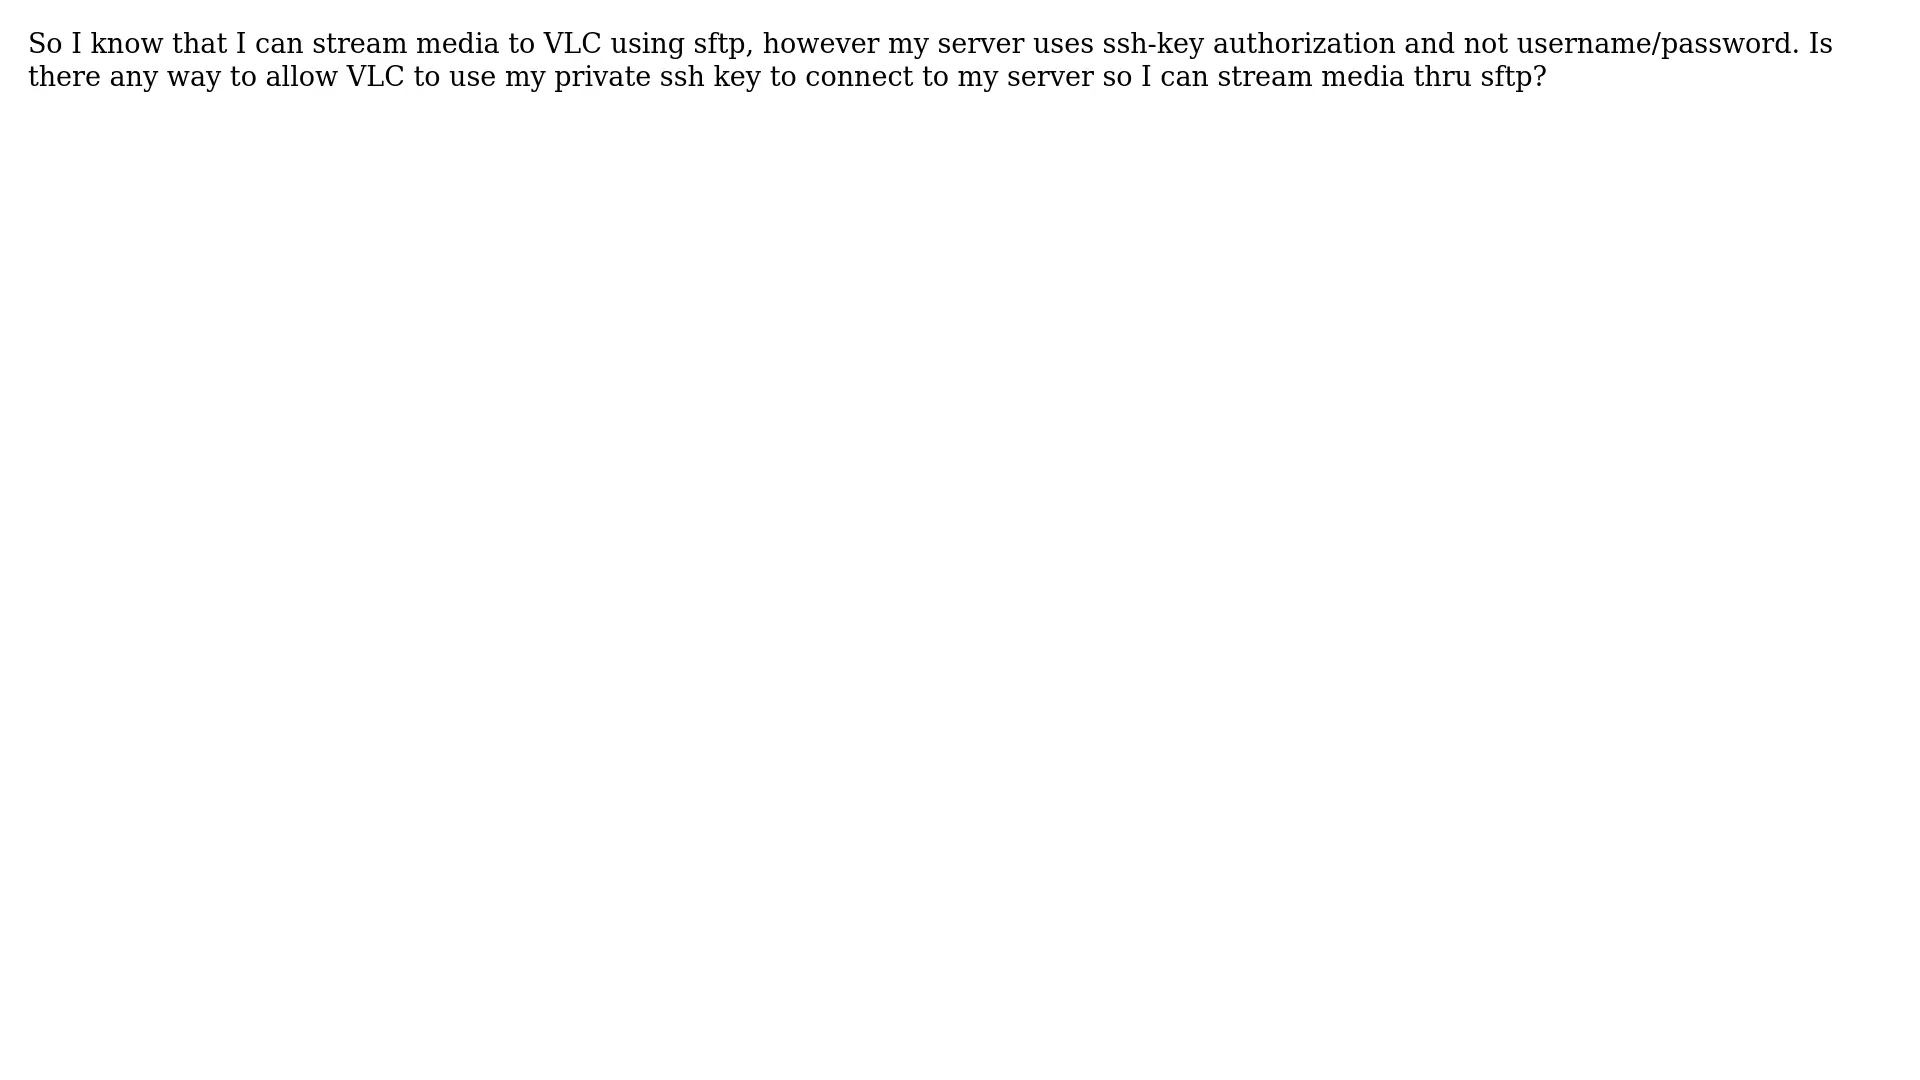 So I know that I can stream media to VLC using sftp, however my server uses ssh-key authorization and not username/password. Is
there any way to allow VLC to use my private ssh key to connect to my server so I can stream media thru sftp?